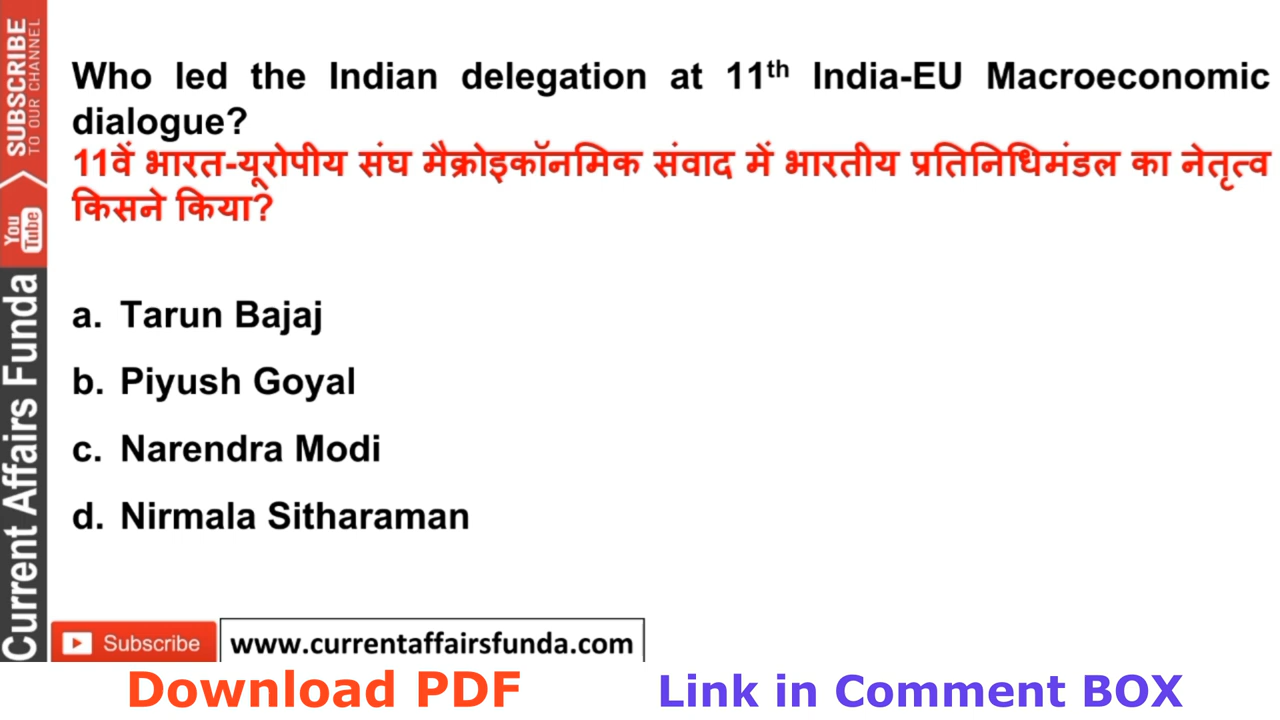 Who led the Indian delegation at 11th India-EU Macroeconomic
dialogue?
11वें भारत-यूरोपीय संघ मैक्रोइकॉनमिक संवाद में भारतीय प्रतिनिधिमंडल का नेतृत्व
किसने किया?
a. Tarun Bajaj
b. Piyush Goyal
c. Narendra Modi
d. Nirmala Sitharaman
SUBSCRIBE
TO OUR CHANNEL
You
Tube
Current Affairs Funda
Subscribe
www.currentaffairsfunda.com
Download PDF
Link in Comment BOX